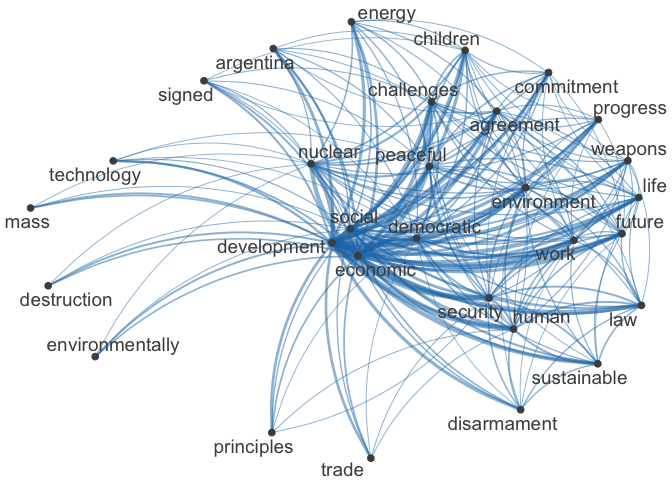 energy
children
argentina
signed
challenges
commitment
progress
agreement
nuclear
peaceful
weapons
technology
life
environment
mass
social
democratic
future
development
work
economic
destruction
security
human
law
environmentally
sustainable
disarmament
principles
trade